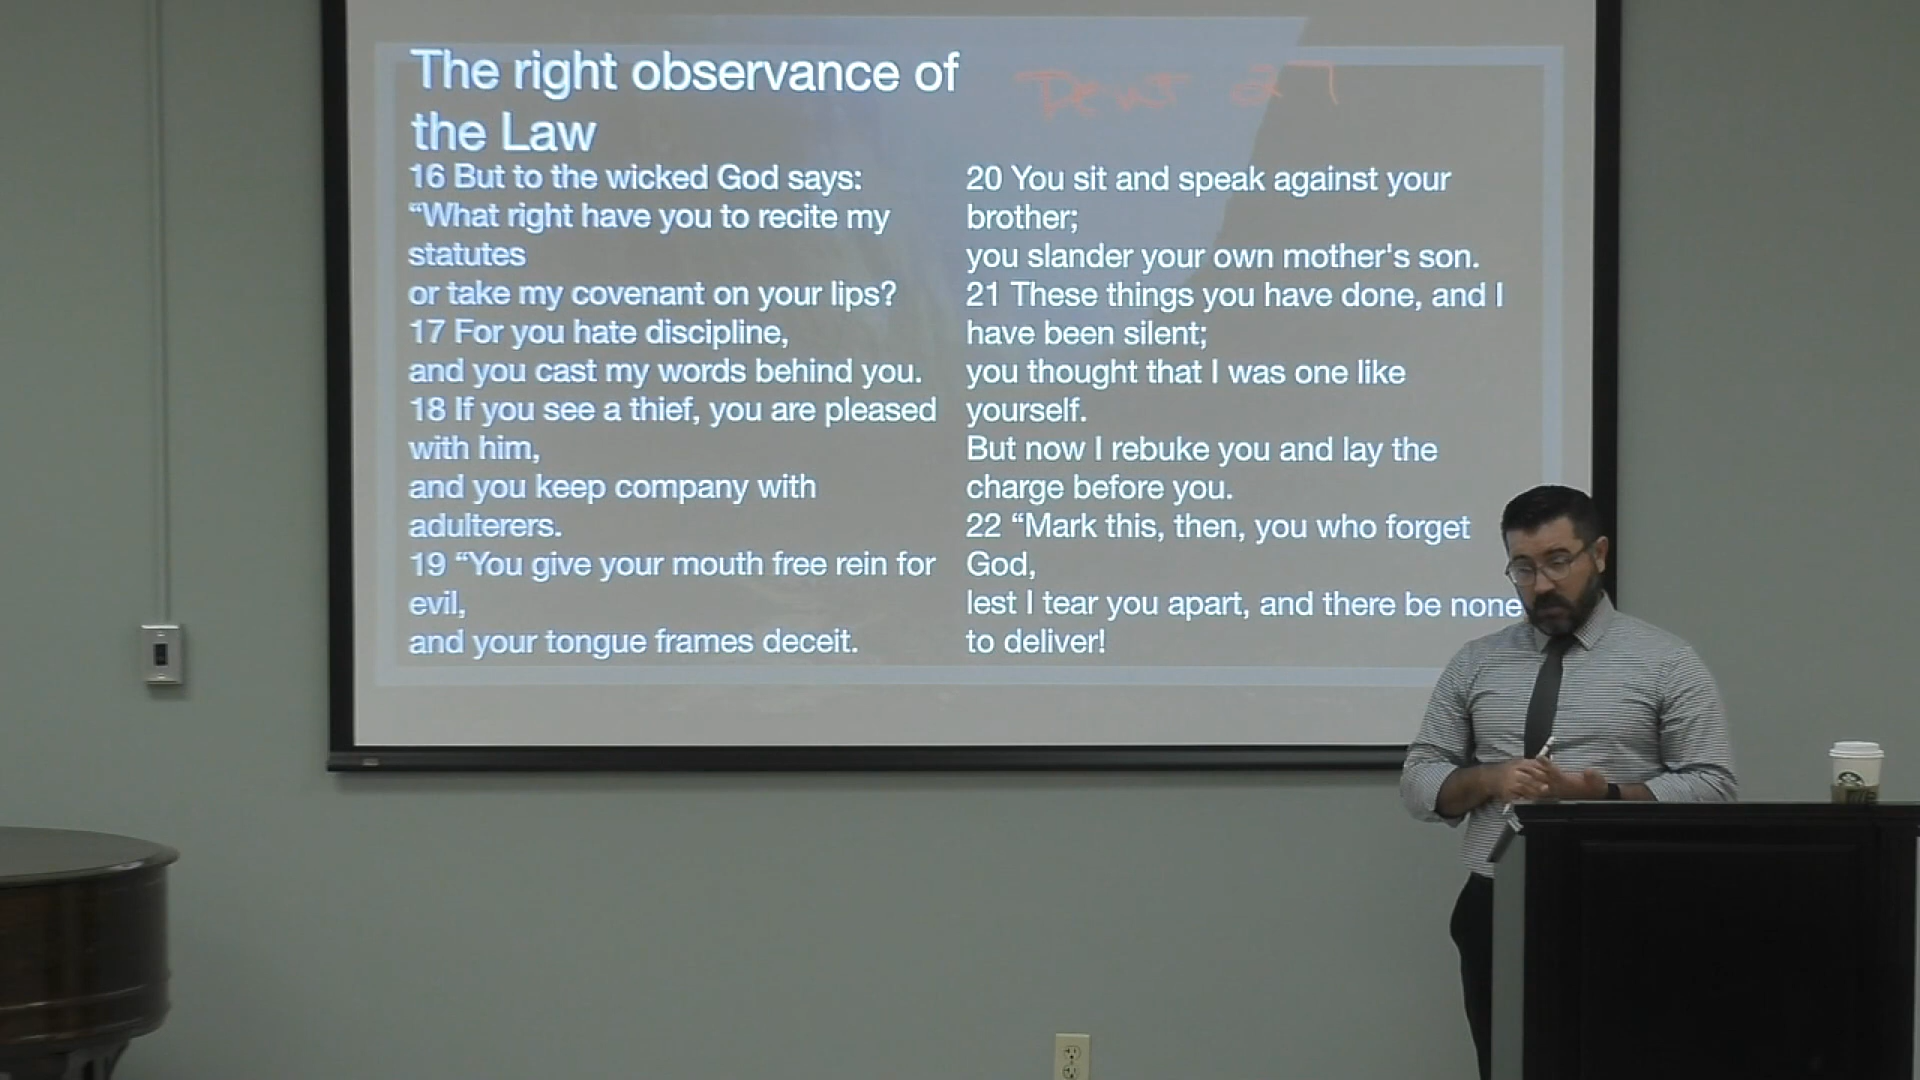 The right observance of
the Law
Deut 27
16 But to the wicked God says:
“What right have you to recite my
statutes
or take my covenant on your lips?
17 For you hate discipline,
and you cast my words behind you.
18 If you see a thief, you are pleased
with him,
and you keep company with
adulterers.
19 “You give your mouth free rein for
evil,
and your tongue frames deceit.
20 You sit and speak against your
brother;
you slander your own mother's son.
21 These things you have done, and I
have been silent;
you thought that I was one like
yourself.
But now I rebuke you and lay the
charge before you.
22 “Mark this, then, you who forget
God,
lest I tear you apart, and there be none
to deliver!